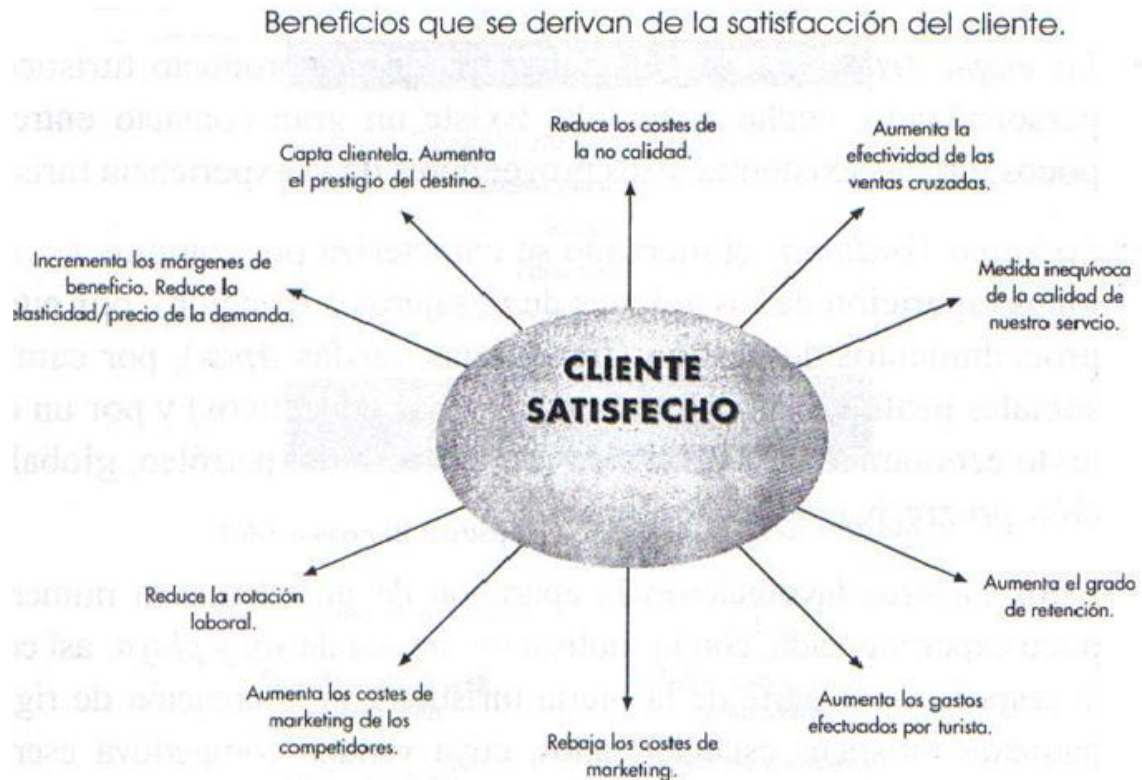 Beneficios que se derivan de la satisfacción del cliente.
Reduce los costes de
la no calidad.
Aumenta la
efectividad de las
ventas cruzadas.
Capta clientela. Aumenta
el prestigio del destino.
Incrementa los márgenes de
beneficio. Reduce la
elasticidad/precio de la demanda.
Medida inequívoca
de la calidad de
nuestro servcio.
CLIENTE
SATISFECHO
Reduce la rotación
laboral.
Aumenta el grado
de retención.
Aumenta los costes de
marketing de los
competidores.
Rebaja los costes de
marketing.
Aumenta los gastos
efectuados por turista.